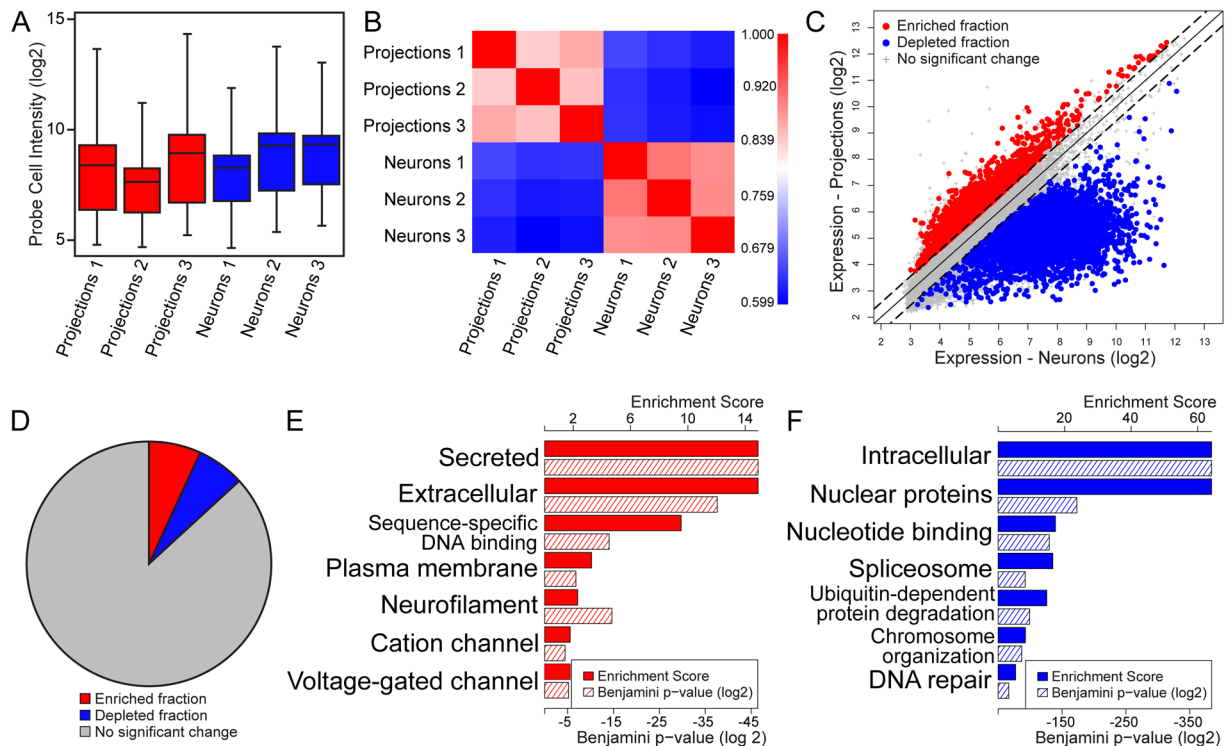 A
Probe Cell Intensity (log2)
15
10
5
Projections 1
Projections 2
Projections 3
Neurons 1
Neurons 2
Neurons 3
B
Projections 1
Projections 2
Projections 3
Neurons 1
Neurons 2
Neurons 3
Projections 1
Projections 2
Projections 3
Neurons 1
Neurons 2
Neurons 3
1.000
0.920
0.839
0.759
0.679
0.599
C
Expression - Projections (log2)
13
12
11
10
9
8
7
6
5
4
3
2
Enriched fraction
Depleted fraction
No significant change
2 3 4 5 6 7 8 9 10 11 12 13
Expression - Neurons (log2)
D
Enriched fraction
Depleted fraction
No significant change
E
Enrichment Score
2 6 10 14
Secreted
Extracellular
Sequence-specific
DNA binding
Plasma membrane
Neurofilament
Cation channel
Voltage-gated channel
Enrichment Score
Benjamini p-value (log2)
-5 -15 -25 -35 -45
Benjamini p-value (log 2)
F
Enrichment Score
20 40 60
Intracellular
Nuclear proteins
Nucleotide binding
Spliceosome
Ubiquitin-dependent
protein degradation
Chromosome
organization
DNA repair
Enrichment Score
Benjamini p-value (log2)
-150 -250 -350
Benjamini p-value (log2)